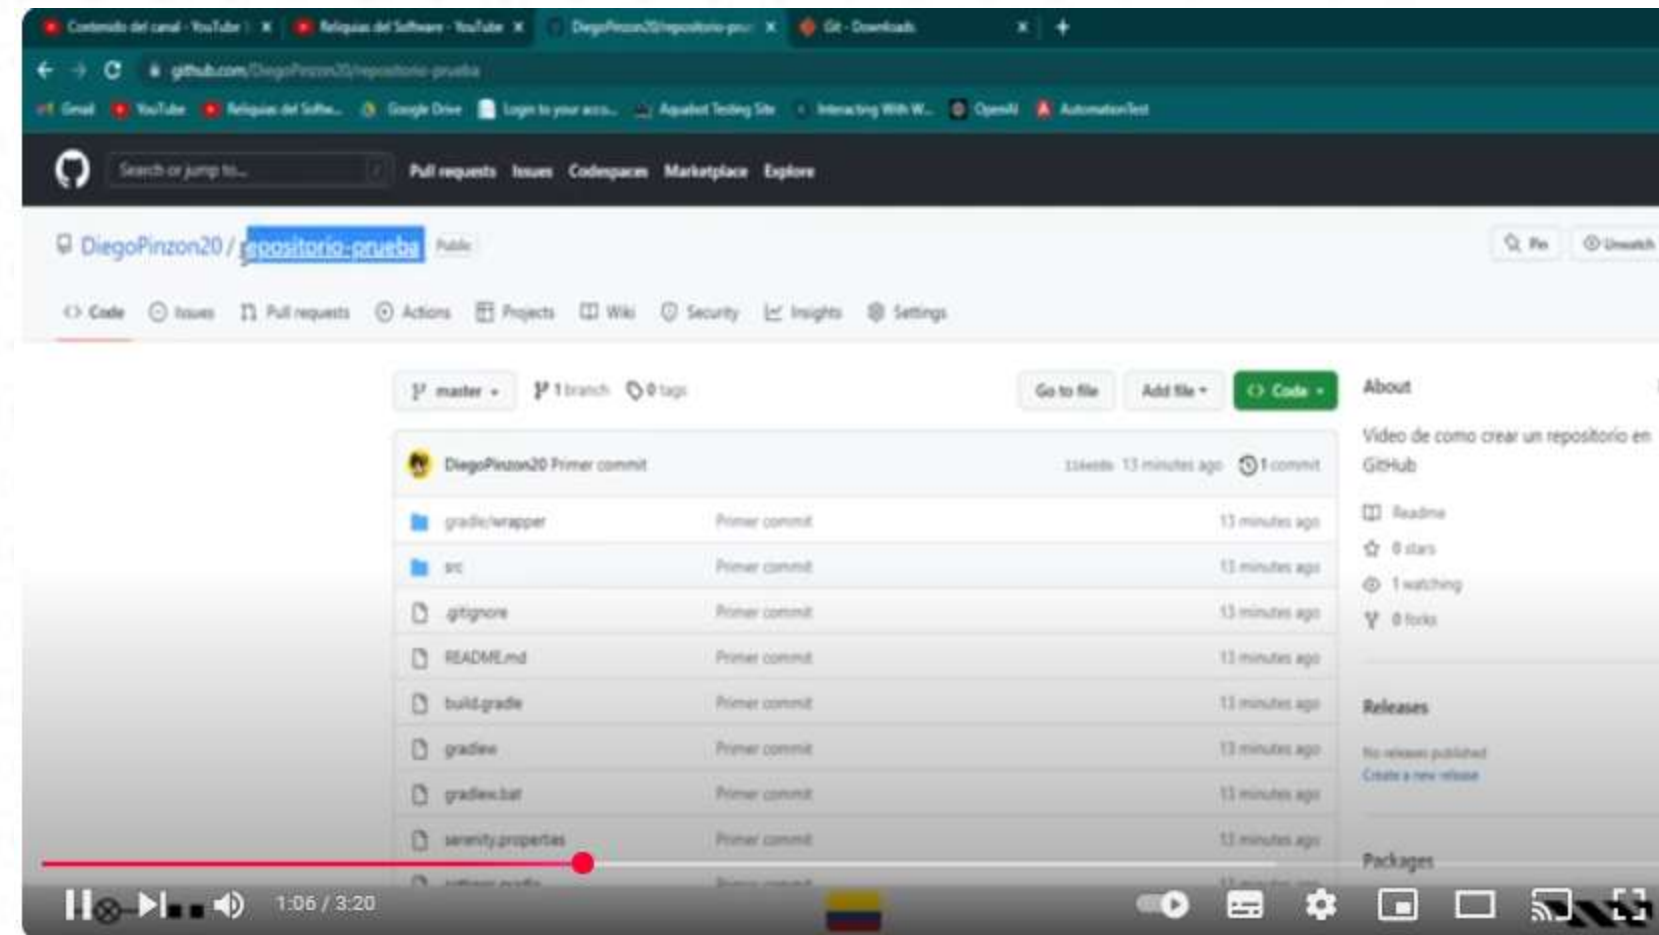 Contenido del canal - YouTube
Reliquias del Software - YouTube
DiegoPinzon20/repositorio-pru
Git - Downloads
github.com/DiegoPinzon20/repositorio-prueba
Gmail YouTube Reliquias del Softw... Google Drive Login to your acco... Aquabot Testing Site Interacting With W... OpenAI AutomationTest
Search or jump to... /
Pull requests Issues Codespaces Marketplace Explore
DiegoPinzon20 / repositorio-prueba Public
Pin Unwatch
Code Issues Pull requests Actions Projects Wiki Security Insights Settings
master 1 branch 0 tags
Go to file Add file Code
About
Video de como crear un repositorio en
GitHub
DiegoPinzon20 Primer commit 13 minutes ago 1 commit
gradle/wrapper Primer commit 13 minutes ago
src Primer commit 13 minutes ago
.gitignore Primer commit 13 minutes ago
README.md Primer commit 13 minutes ago
build.gradle Primer commit 13 minutes ago
gradlew Primer commit 13 minutes ago
gradlew.bat Primer commit 13 minutes ago
serenity.properties Primer commit 13 minutes ago
Readme
0 stars
1 watching
0 forks
Releases
No releases published
Create a new release
Packages
1:06 / 3:20